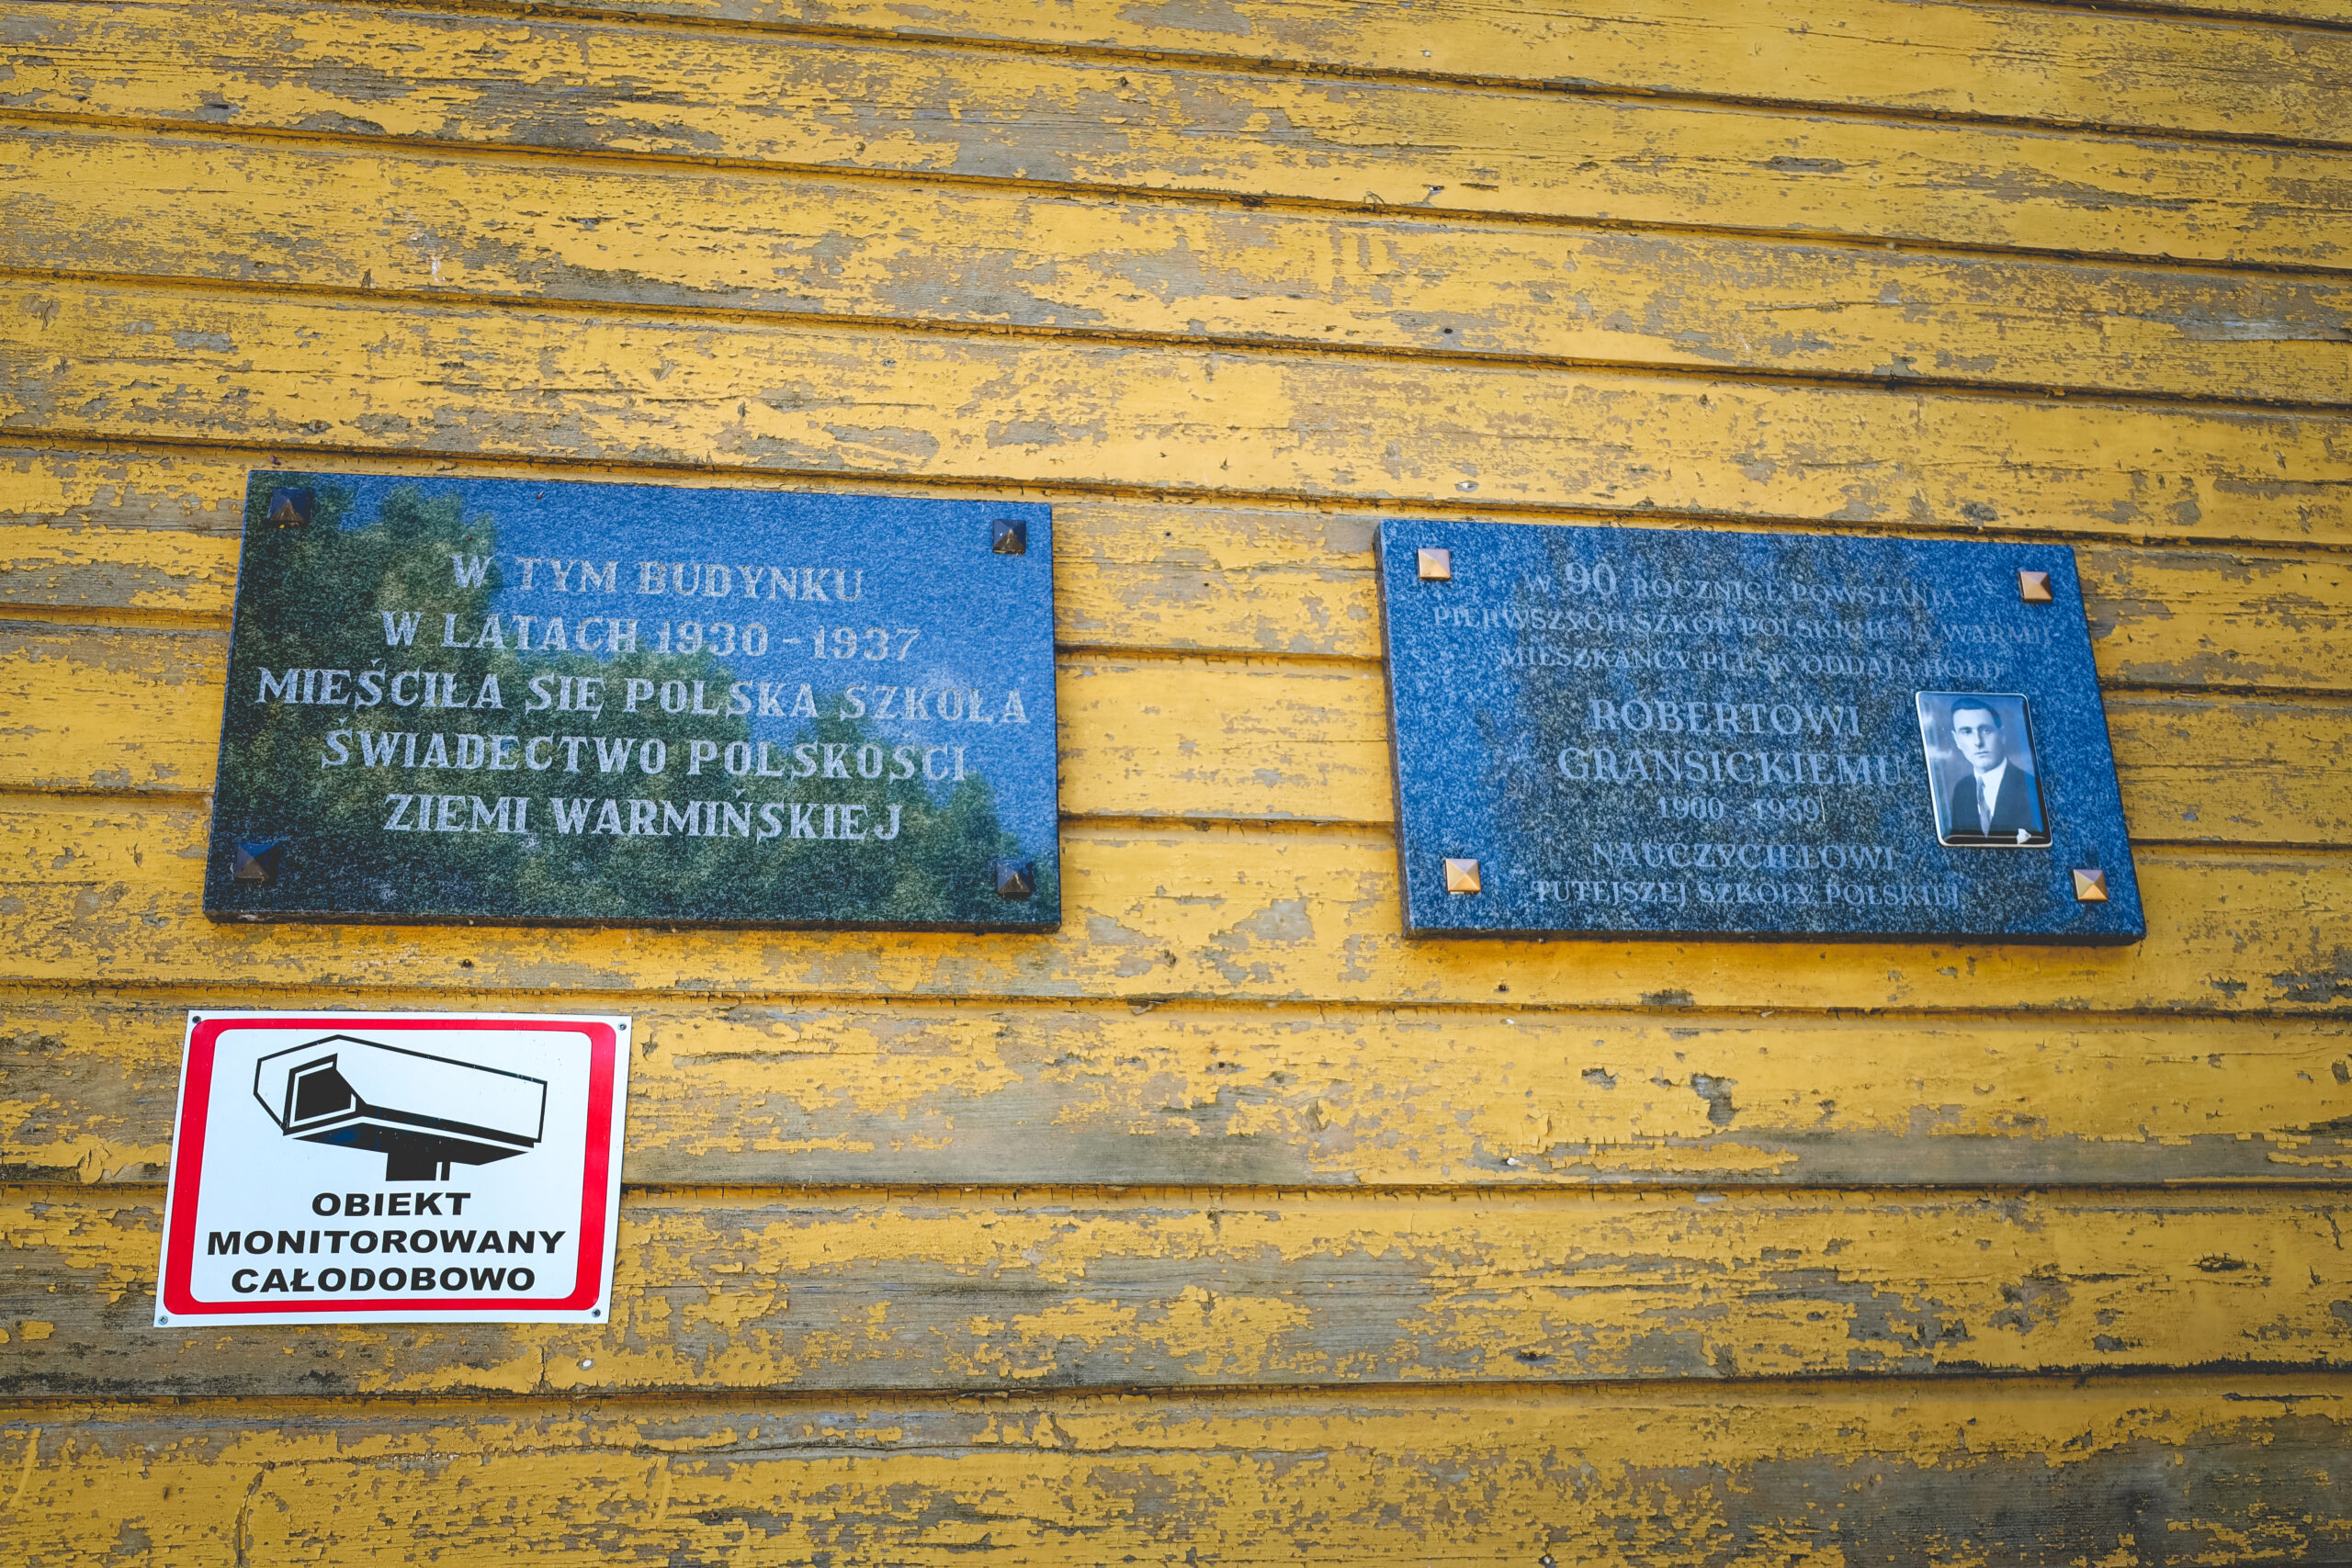 W TYM BUDYNKU
W LATACH 1930 - 1937
MIEŚCIŁA SIĘ POLSKA SZKOŁA
ŚWIADECTWO POLSKOŚCI
ZIEMI WARMIŃSKIEJ
W 90 ROCZNICĘ POWSTANIA
PIERWSZYCH SZKÓŁ POLSKICH NA WARMII
MIESZKAŃCY PLUSK ODDAJĄ HOŁD
ROBERTOWI
GRANSICKIEMU
1900 - 1939
NAUCZYCIELOWI
TUTEJSZEJ SZKOŁY POLSKIEJ
OBIEKT
MONITOROWANY
CAŁODOBOWO